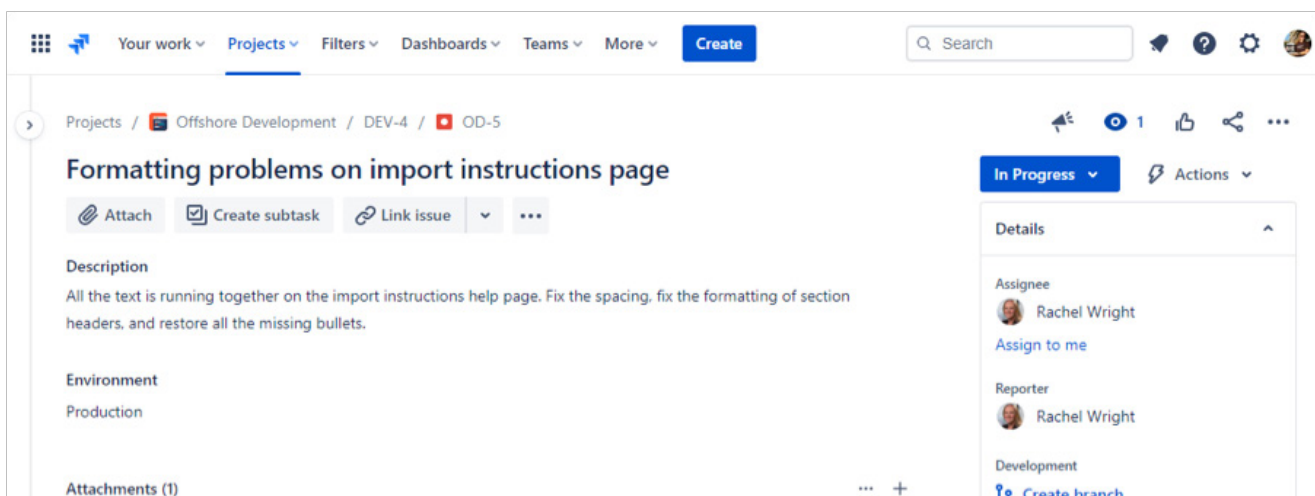 Your work Projects Filters Dashboards Teams More Create Search
Projects / Offshore Development / DEV-4 / OD-5 1
Formatting problems on import instructions page
In Progress Actions
Attach Create subtask Link issue
Details
Description
All the text is running together on the import instructions help page. Fix the spacing, fix the formatting of section
headers, and restore all the missing bullets.
Assignee
Rachel Wright
Assign to me
Environment
Production
Reporter
Rachel Wright
Development
Create branch
Attachments (1)